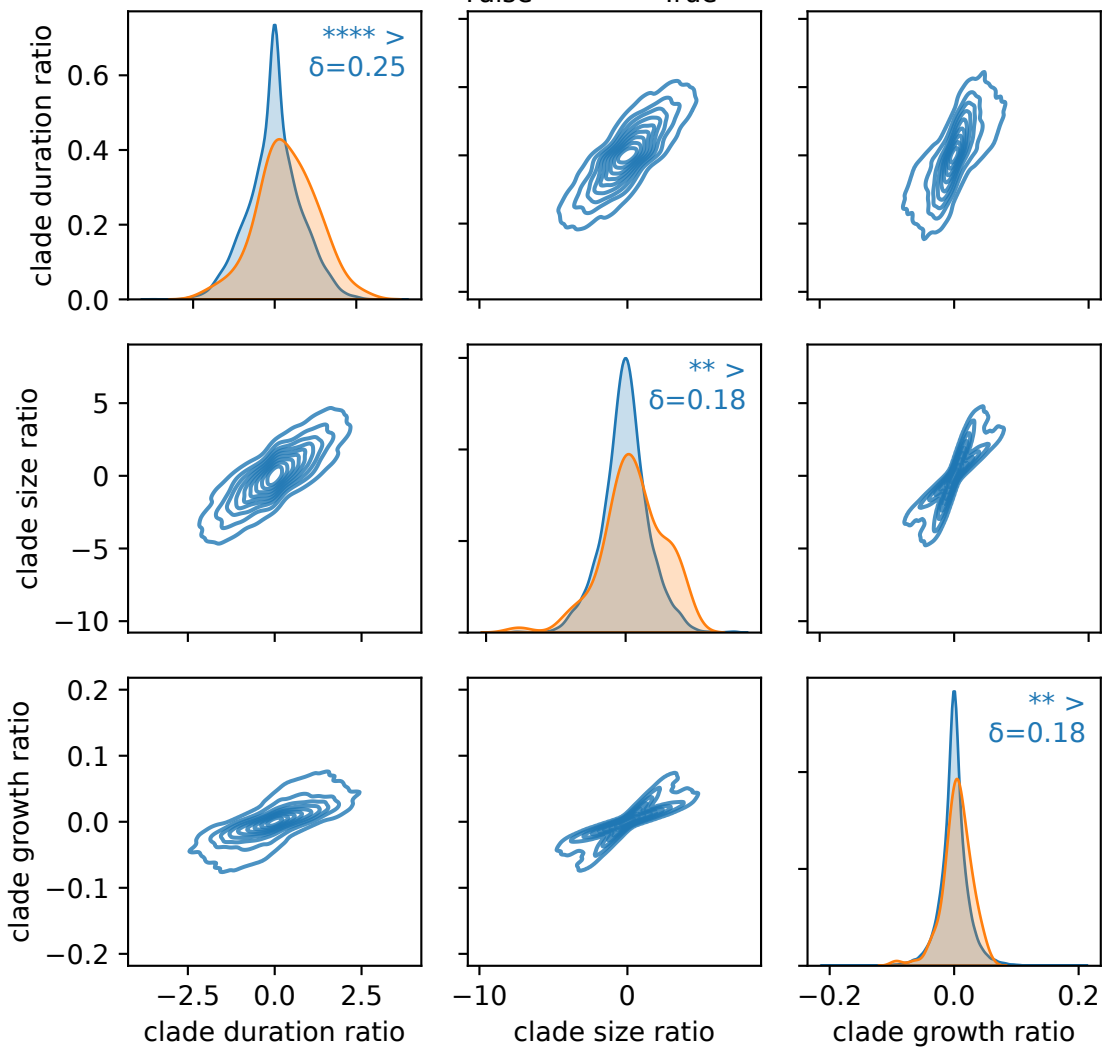 clade duration ratio
0.6
0.4
0.2
0.0
**** >
δ=0.25
clade size ratio
5
0
−5
−10
** >
δ=0.18
clade growth ratio
0.2
0.1
0.0
−0.1
−0.2
** >
δ=0.18
−2.5 0.0 2.5
−10 0
−0.2 0.0 0.2
clade duration ratio
clade size ratio
clade growth ratio